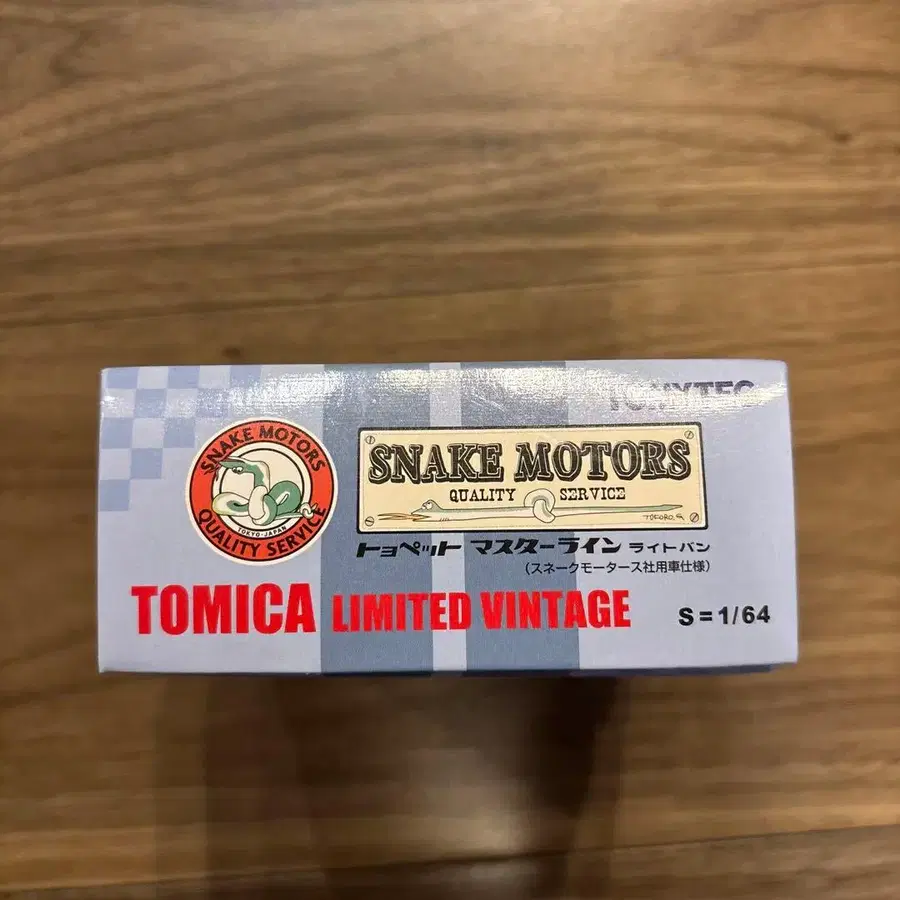 TOMYTEC
SNAKE MOTORS
QUALITY SERVICE
TOKYO-JAPAN
SNAKE MOTORS
QUALITY SERVICE
トヨペット マスターライン ライトバン
(スネークモータース社用車仕様)
TOMICA LIMITED VINTAGE
S=1/64